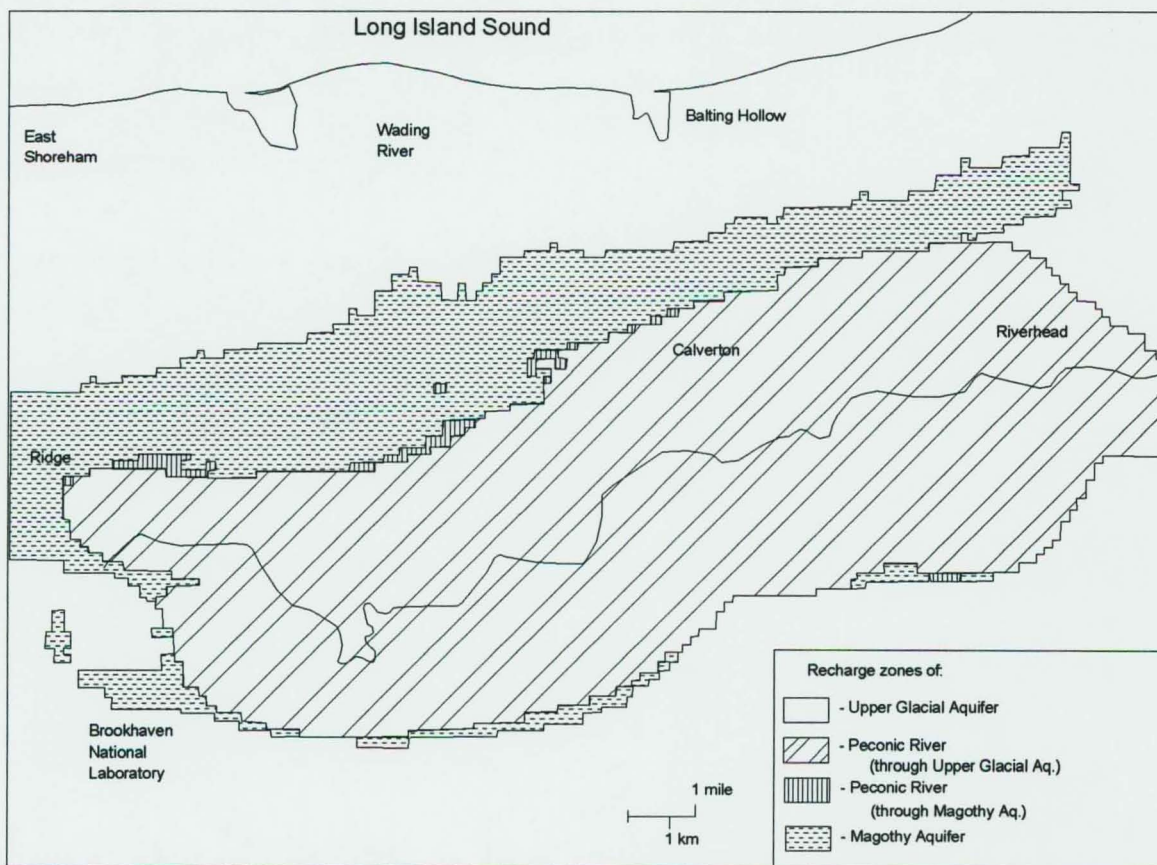 Long Island Sound
East
Shoreham
Wading
River
Balting Hollow
Calverton
Riverhead
Ridge
Brookhaven
National
Laboratory
1 mile
1 km
Recharge zones of:
- Upper Glacial Aquifer
- Peconic River
(through Upper Glacial Aq.)
- Peconic River
(through Magothy Aq.)
- Magothy Aquifer